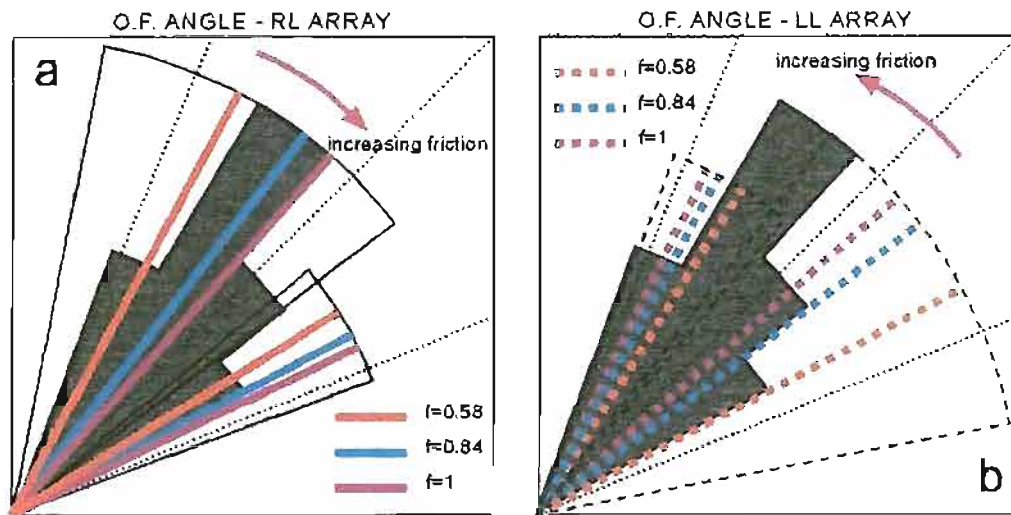 O.F. ANGLE - RL ARRAY
a
increasing friction
f=0.58
f=0.84
f=1
O.F. ANGLE - LL ARRAY
f=0.58
f=0.84
f=1
increasing friction
b